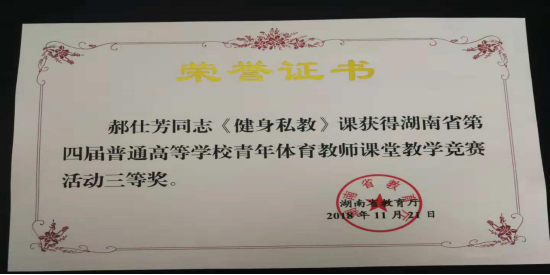 荣誉证书
郝仕芳同志《健身私教》课获得湖南省第
四届普通高等学校青年体育教师课堂教学竞赛
活动三等奖。
湖南省教育厅
2018年11月21日